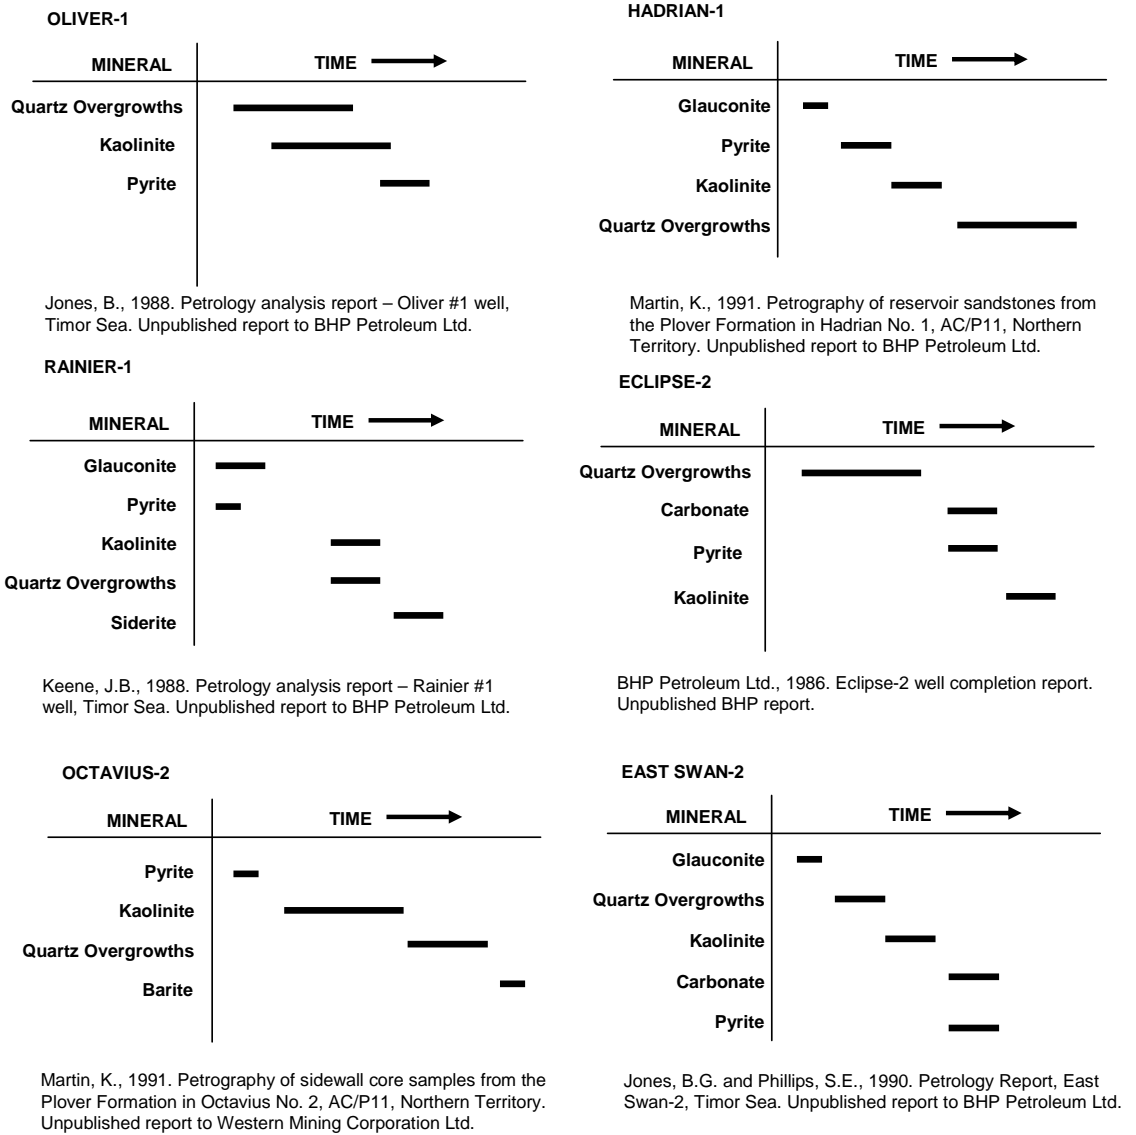 OLIVER-1
MINERAL TIME
Quartz Overgrowths
Kaolinite
Pyrite
Jones, B., 1988. Petrology analysis report – Oliver #1 well,
Timor Sea. Unpublished report to BHP Petroleum Ltd.
HADRIAN-1
MINERAL TIME
Glauconite
Pyrite
Kaolinite
Quartz Overgrowths
Martin, K., 1991. Petrography of reservoir sandstones from
the Plover Formation in Hadrian No. 1, AC/P11, Northern
Territory. Unpublished report to BHP Petroleum Ltd.
RAINIER-1
MINERAL TIME
Glauconite
Pyrite
Kaolinite
Quartz Overgrowths
Siderite
Keene, J.B., 1988. Petrology analysis report – Rainier #1
well, Timor Sea. Unpublished report to BHP Petroleum Ltd.
ECLIPSE-2
MINERAL TIME
Quartz Overgrowths
Carbonate
Pyrite
Kaolinite
BHP Petroleum Ltd., 1986. Eclipse-2 well completion report.
Unpublished BHP report.
OCTAVIUS-2
MINERAL TIME
Pyrite
Kaolinite
Quartz Overgrowths
Barite
Martin, K., 1991. Petrography of sidewall core samples from the
Plover Formation in Octavius No. 2, AC/P11, Northern Territory.
Unpublished report to Western Mining Corporation Ltd.
EAST SWAN-2
MINERAL TIME
Glauconite
Quartz Overgrowths
Kaolinite
Carbonate
Pyrite
Jones, B.G. and Phillips, S.E., 1990. Petrology Report, East
Swan-2, Timor Sea. Unpublished report to BHP Petroleum Ltd.